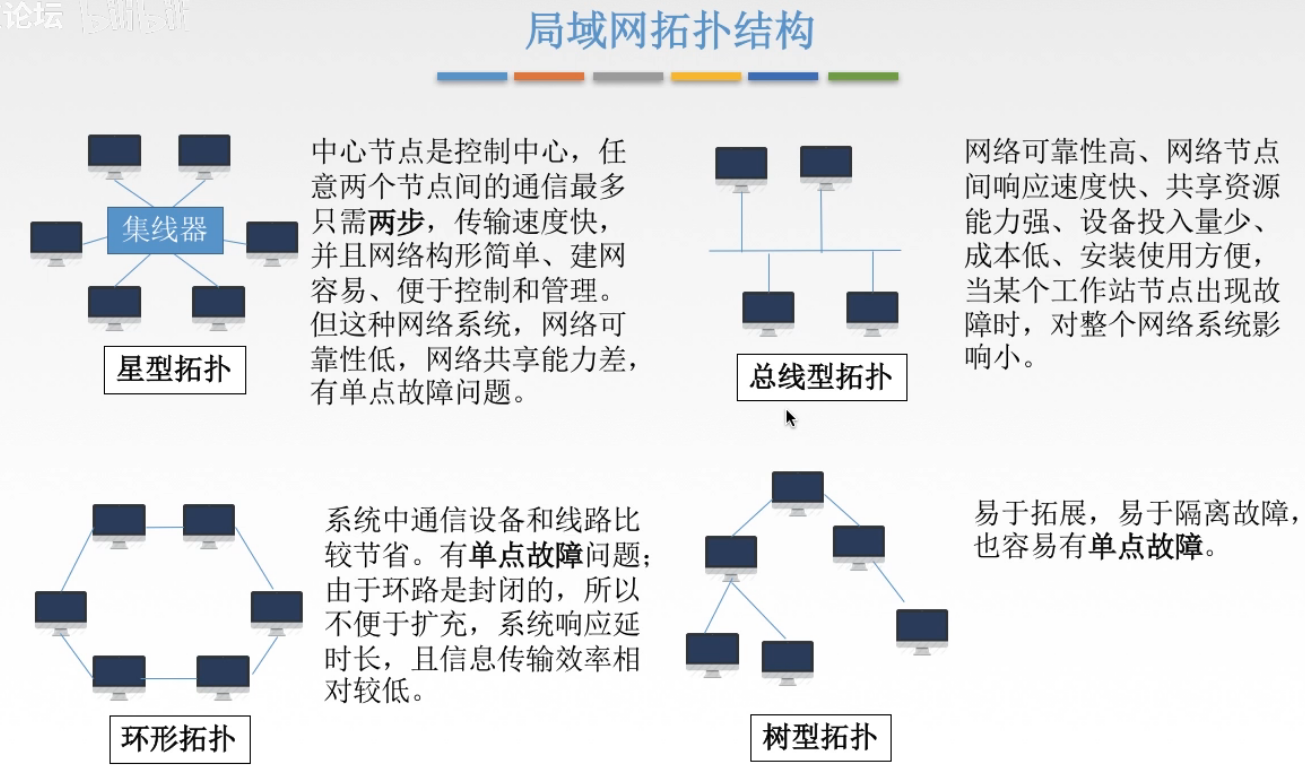 论坛
局域网拓扑结构
集线器
星型拓扑
中心节点是控制中心，任
意两个节点间的通信最多
只需两步，传输速度快，
并且网络构形简单、建网
容易、便于控制和管理。
但这种网络系统，网络可
靠性低，网络共享能力差，
有单点故障问题。
总线型拓扑
网络可靠性高、网络节点
间响应速度快、共享资源
能力强、设备投入量少、
成本低、安装使用方便，
当某个工作站节点出现故
障时，对整个网络系统影
响小。
环形拓扑
系统中通信设备和线路比
较节省。有单点故障问题；
由于环路是封闭的，所以
不便于扩充，系统响应延
时长，且信息传输效率相
对较低。
树型拓扑
易于拓展，易于隔离故障，
也容易有单点故障。